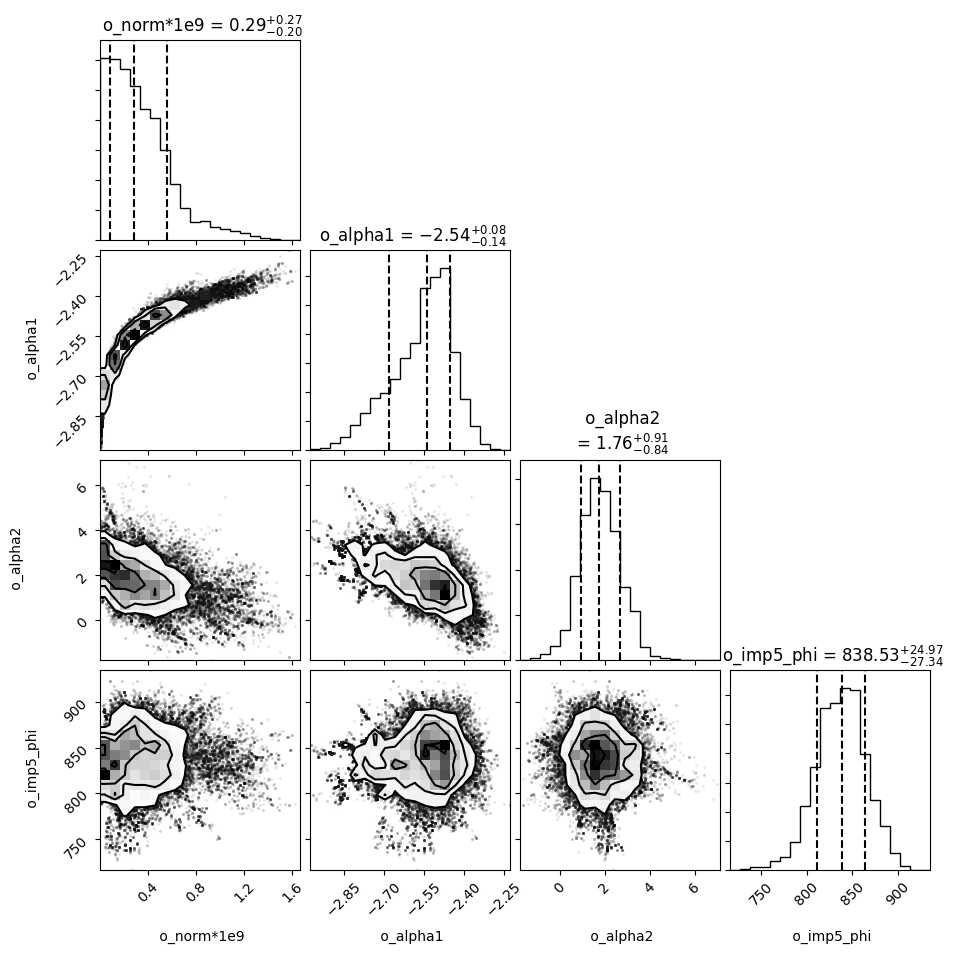 o_norm*1e9 = 0.29+0.27−0.20
o_alpha1 = −2.54+0.08−0.14
−2.25
−2.40
−2.55
−2.70
−2.85
o_alpha1
o_alpha2
= 1.76+0.91−0.84
6
4
2
0
o_alpha2
o_imp5_phi = 838.53+24.97−27.34
900
850
800
750
o_imp5_phi
0.4 0.8 1.2 1.6
−2.85 −2.70 −2.55 −2.40 −2.25
0 2 4 6
750 800 850 900
o_norm*1e9 o_alpha1 o_alpha2 o_imp5_phi